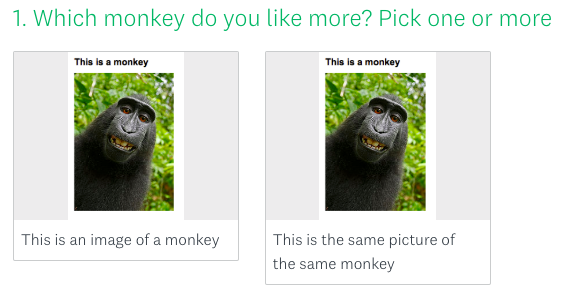 1. Which monkey do you like more? Pick one or more
This is a monkey
This is an image of a monkey
This is a monkey
This is the same picture of
the same monkey